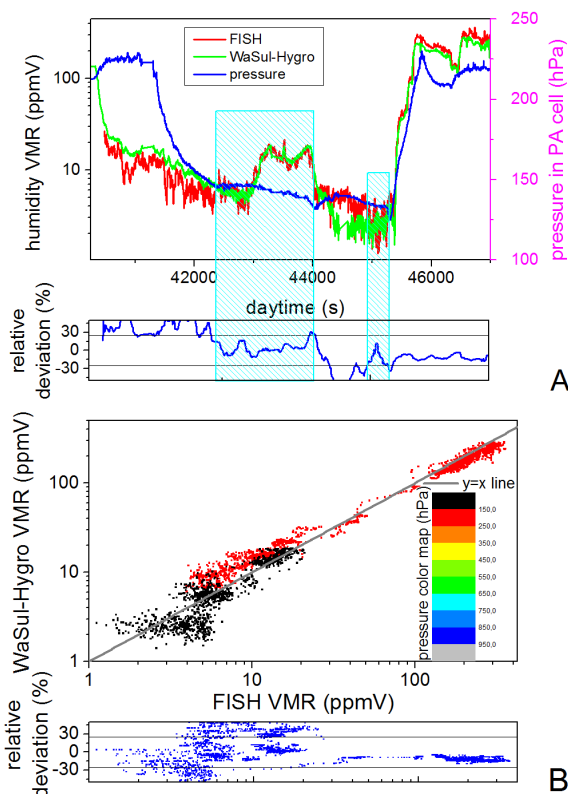 FISH
WaSul-Hygro
pressure
humidity VMR (ppmV)
100
10
250
225
200
175
150
125
100
pressure in PA cell (hPa)
42000
44000
46000
daytime (s)
relative
deviation (%)
30
0
-30
A
WaSul-Hygro VMR (ppmV)
100
10
1
y=x line
pressure color map (hPa)
150,0
250,0
450,0
550,0
650,0
750,0
850,0
950,0
1
10
100
FISH VMR (ppmV)
relative
deviation (%)
30
0
-30
B